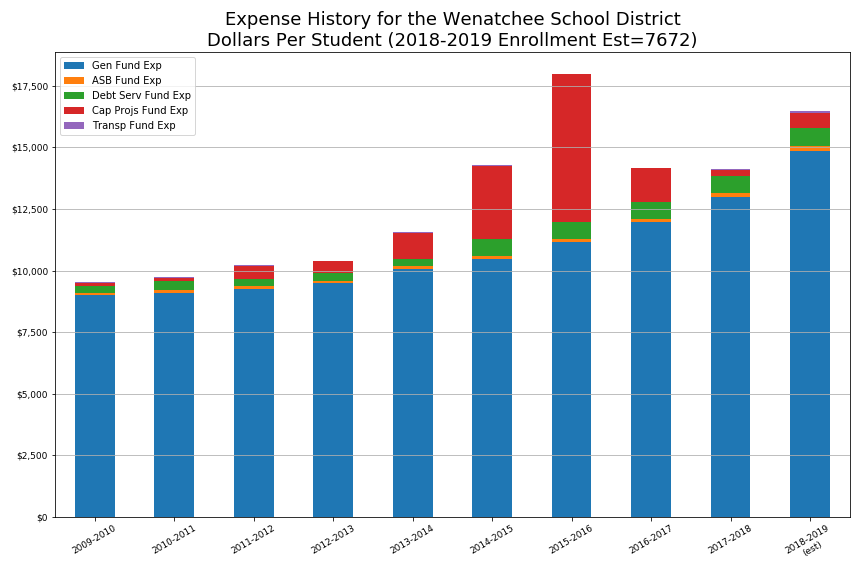 Expense History for the Wenatchee School District
Dollars Per Student (2018-2019 Enrollment Est=7672)
Gen Fund Exp
ASB Fund Exp
Debt Serv Fund Exp
Cap Projs Fund Exp
Transp Fund Exp
$17,500
$15,000
$12,500
$10,000
$7,500
$5,000
$2,500
$0
2009-2010
2010-2011
2011-2012
2012-2013
2013-2014
2014-2015
2015-2016
2016-2017
2017-2018
2018-2019
(est)